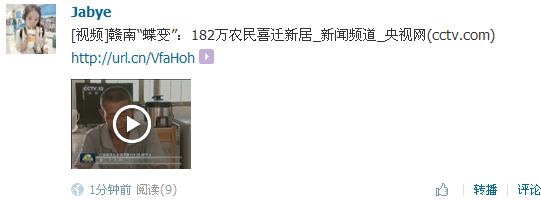 Jabye
[视频]赣南“蝶变”：182万农民喜迁新居_新闻频道_央视网(cctv.com)
http://url.cn/VfaHoh
CCTV.13
1分钟前 阅读(9)
转播 | 评论